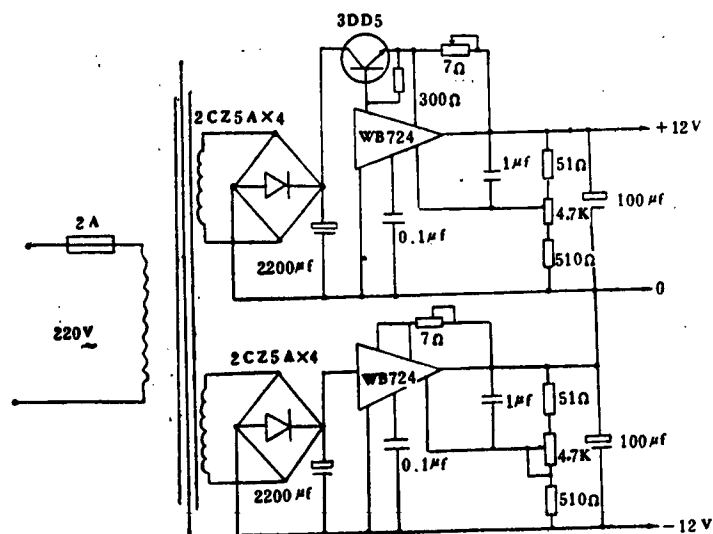 3DD5
7Ω
2CZ5A×4
300Ω
WB724
+12V
1μf
51Ω
2A
4.7K
100μf
0.1μf
2200μf
510Ω
0
220V
~
7Ω
2CZ5A×4
WB724
1μf
51Ω
100μf
0.1μf
4.7K
2200μf
510Ω
-12V